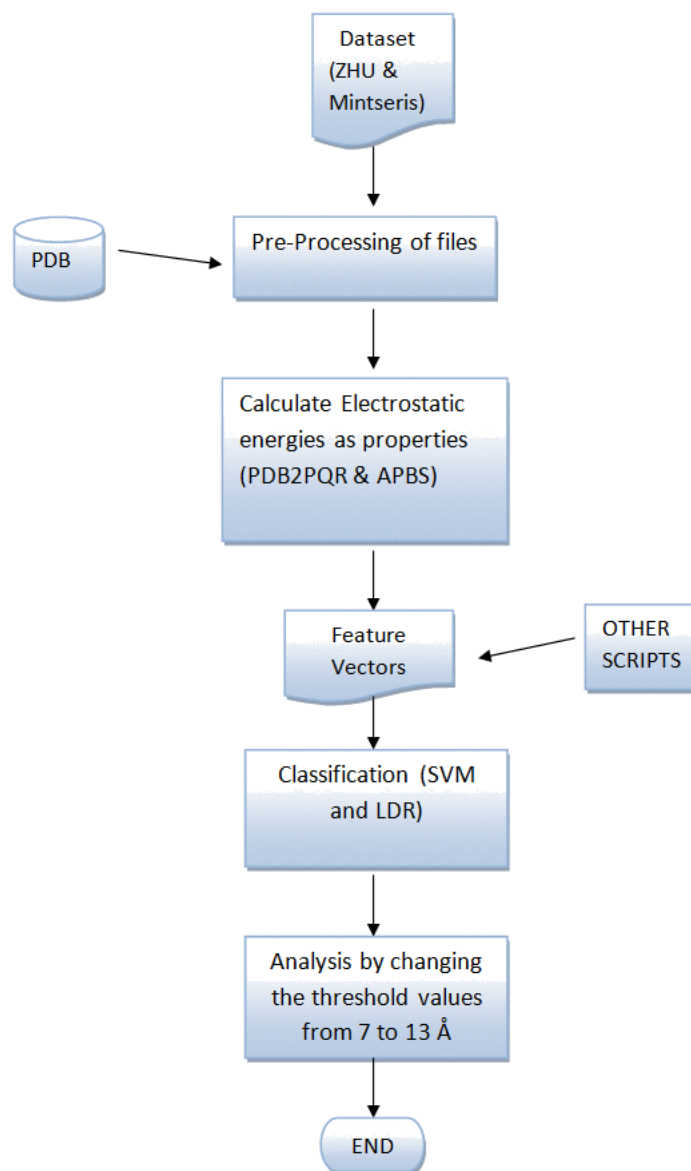 Dataset
(ZHU &
Mintseris)
PDB
Pre-Processing of files
Calculate Electrostatic
energies as properties
(PDB2PQR & APBS)
Feature
Vectors
OTHER
SCRIPTS
Classification (SVM
and LDR)
Analysis by changing
the threshold values
from 7 to 13 Å
END